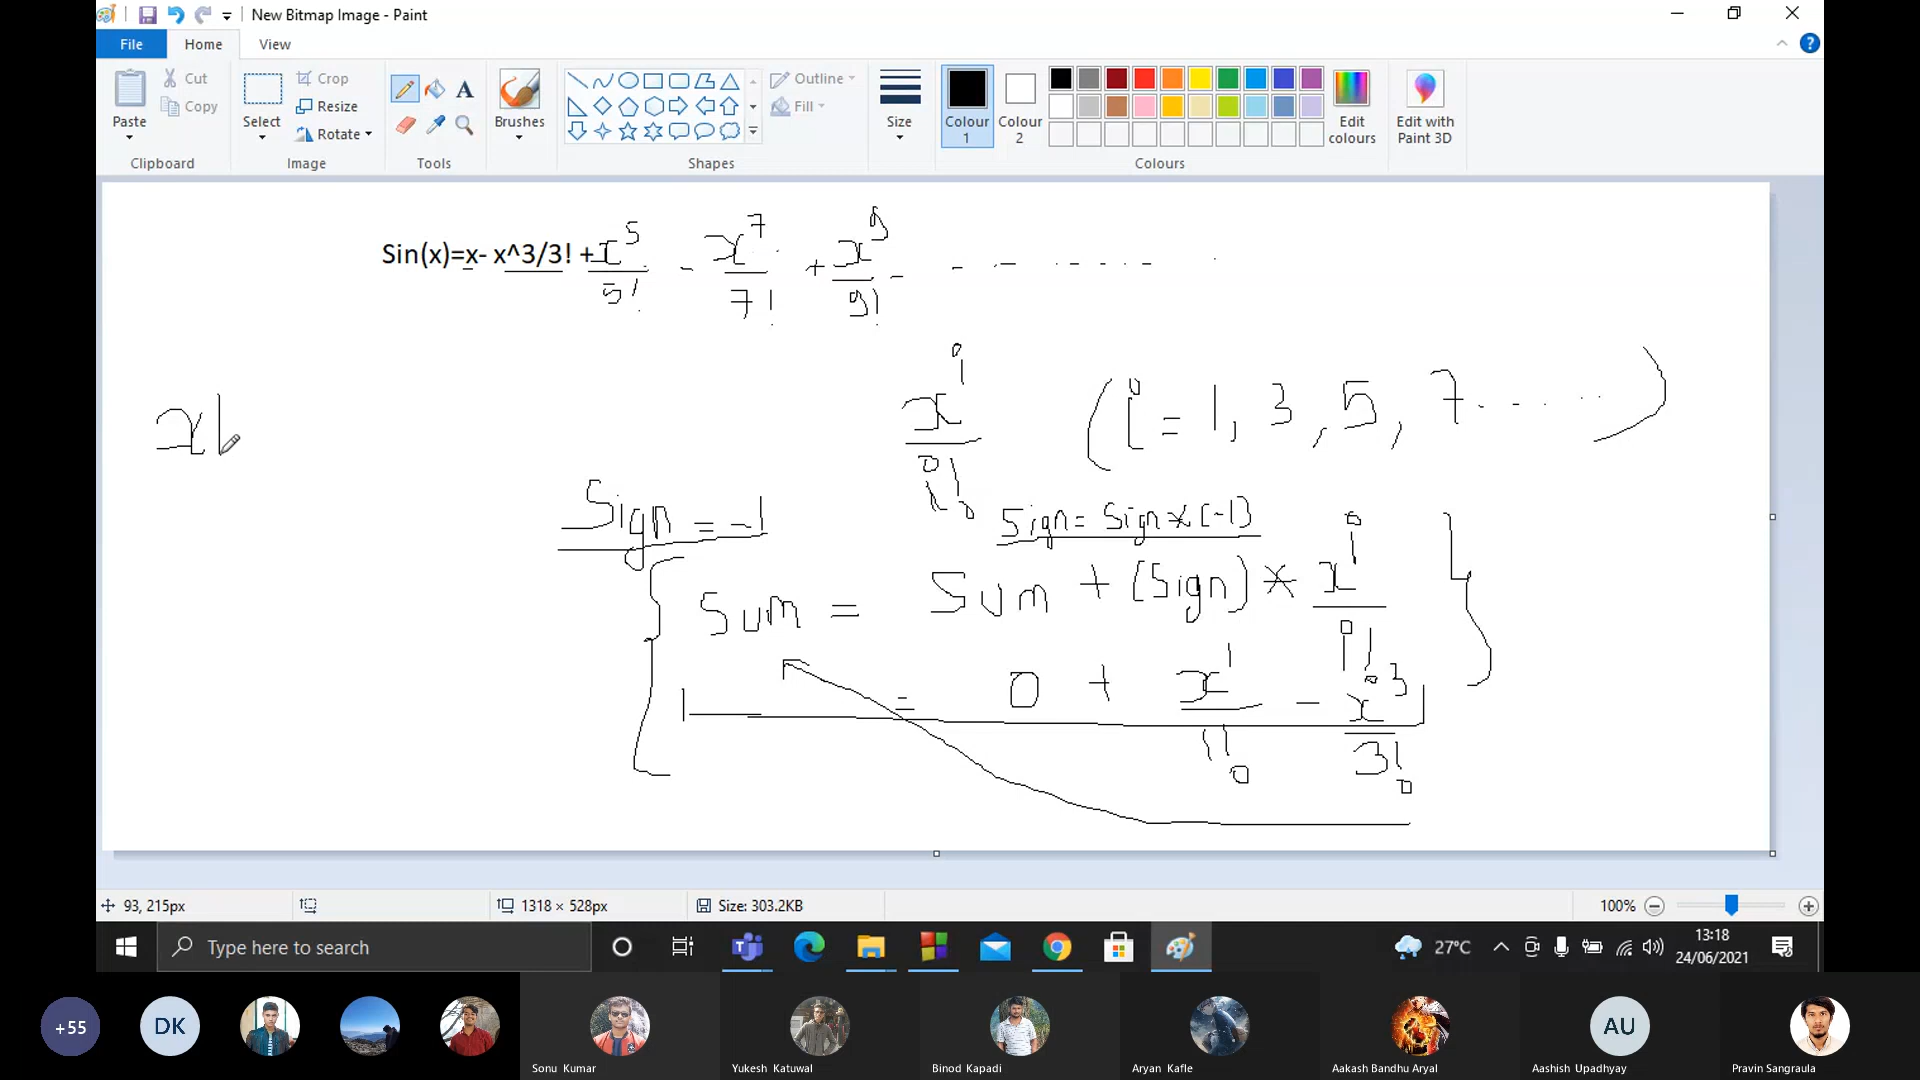 New Bitmap Image - Paint
File Home View
Paste Cut Copy Clipboard
Select Crop Resize Rotate Image
A Tools
Brushes
Outline Fill Shapes
Size
Colour 1 Colour 2 Edit colours Colours
Edit with Paint 3D
Sin(x)=x- x^3/3! + x^5/5! - x^7/7! + x^9/9! - - - - - - - -
x^i/i! (i = 1, 3, 5, 7 . . . . . .)
x
Sign = -1
Sign = Sign * (-1)
Sum = Sum + (Sign) * x^i/i!
= 0 + x^1/1! - x^3/3!
93, 215px 1318 × 528px Size: 303.2KB 100%
Type here to search 27°C 13:18
24/06/2021
+55 DK AU
Sonu Kumar Yukesh Katuwal Binod Kapadi Aryan Kafle Aakash Bandhu Aryal Aashish Upadhyay Pravin Sangraula